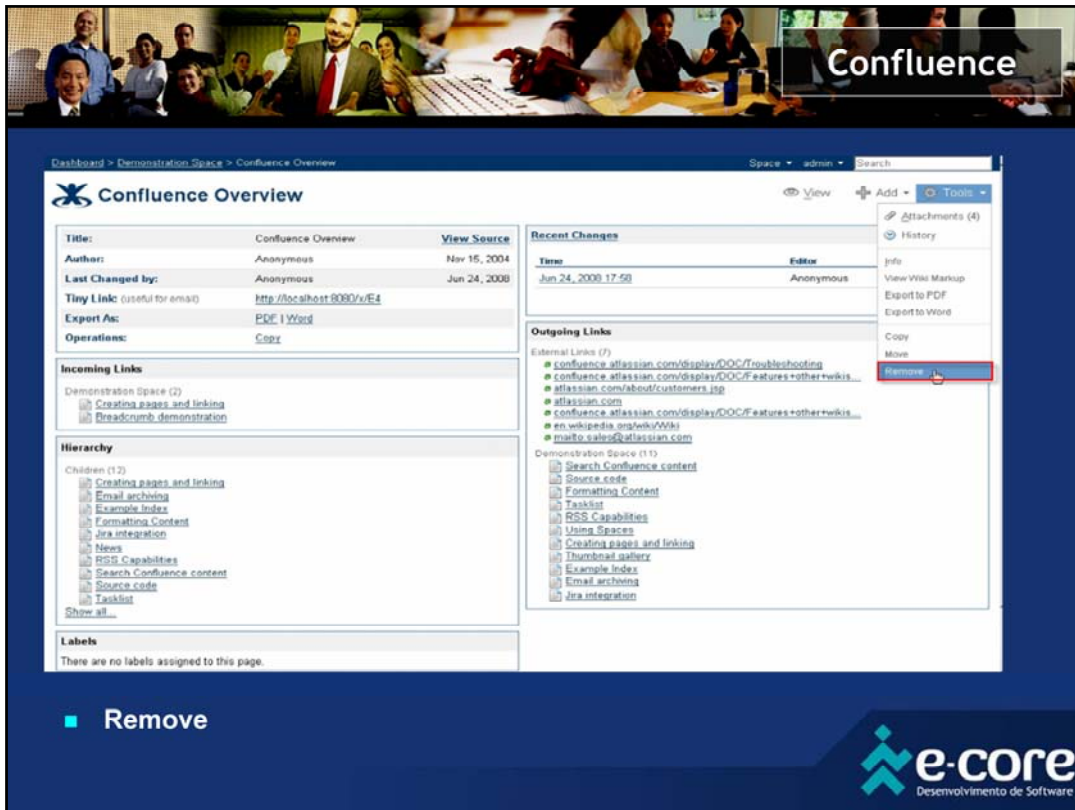 Confluence
Dashboard > Demonstration Space > Confluence Overview
Space admin Search
Confluence Overview
View Add Tools
Attachments (4)
History
Info
View Wiki Markup
Export to PDF
Export to Word
Copy
Move
Remove
Title: Confluence Overview View Source
Author: Anonymous Nov 15, 2004
Last Changed by: Anonymous Jun 24, 2008
Tiny Link: (useful for email) http://localhost:8080/x/E4
Export As: PDF | Word
Operations: Copy
Incoming Links
Demonstration Space (2)
Creating pages and linking
Breadcrumb demonstration
Hierarchy
Children (12)
Creating pages and linking
Email archiving
Example Index
Formatting Content
Jira integration
News
RSS Capabilities
Search Confluence content
Source code
Tasklist
Show all...
Labels
There are no labels assigned to this page.
Recent Changes
Time Editor
Jun 24, 2008 17:58 Anonymous
Outgoing Links
External Links (7)
confluence.atlassian.com/display/DOC/Troubleshooting
confluence.atlassian.com/display/DOC/Features+other+wikis...
atlassian.com/about/customers.jsp
atlassian.com
confluence.atlassian.com/display/DOC/Features+other+wikis...
en.wikipedia.org/wiki/Wiki
mailto:sales@atlassian.com
Demonstration Space (11)
Search Confluence content
Source code
Formatting Content
Tasklist
RSS Capabilities
Using Spaces
Creating pages and linking
Thumbnail gallery
Example Index
Email archiving
Jira integration
Remove
e-core
Desenvolvimento de Software